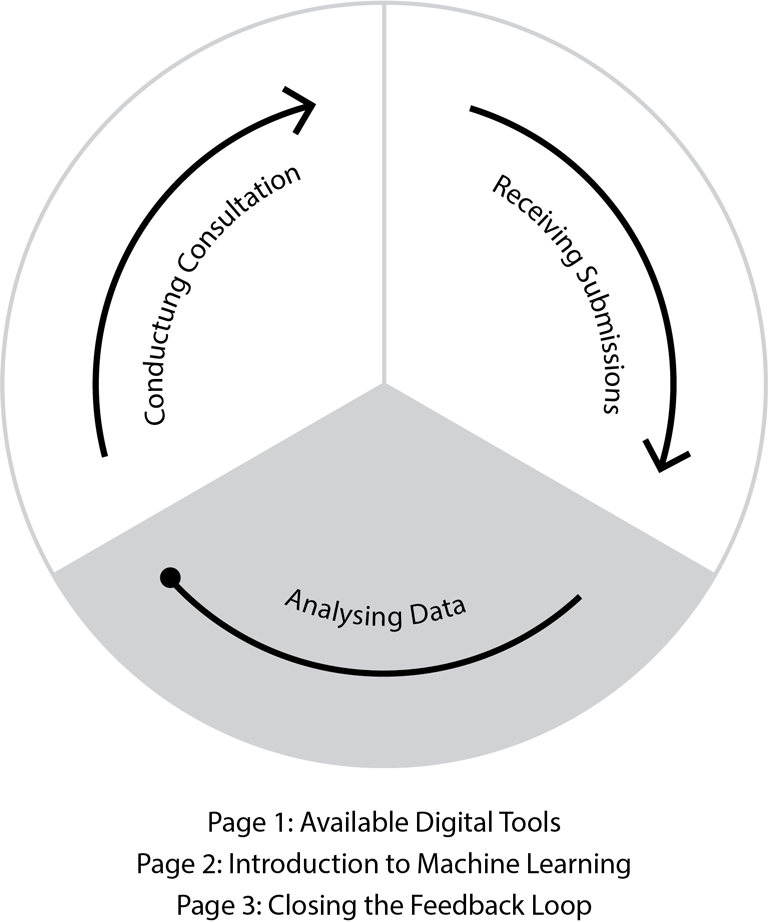 Conductung Consultation
Receiving Submissions
Analysing Data
Page 1: Available Digital Tools
Page 2: Introduction to Machine Learning
Page 3: Closing the Feedback Loop